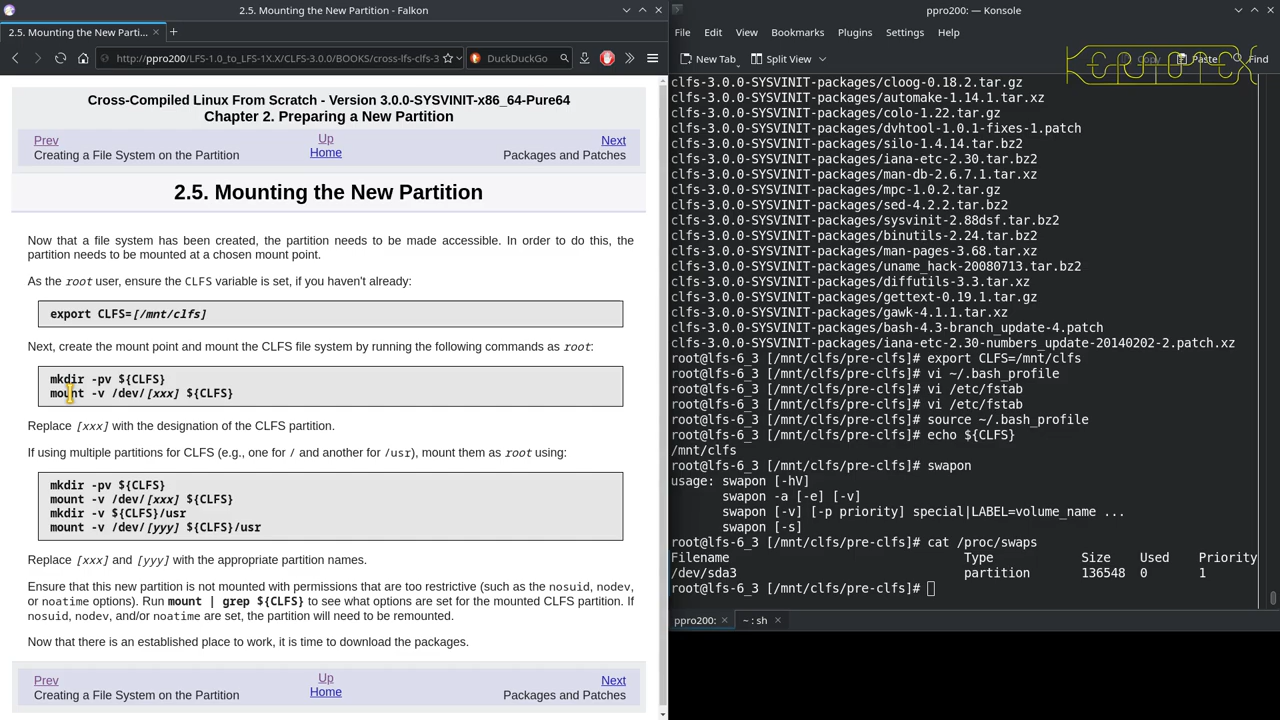 2.5. Mounting the New Partition - Falkon
2.5. Mounting the New Parti...
http://ppro200/LFS-1.0_to_LFS-1X.X/CLFS-3.0.0/BOOKS/cross-lfs-clfs-3
DuckDuckGo
Cross-Compiled Linux From Scratch - Version 3.0.0-SYSVINIT-x86_64-Pure64
Chapter 2. Preparing a New Partition
Prev Up Next
Creating a File System on the Partition Home Packages and Patches
2.5. Mounting the New Partition
Now that a file system has been created, the partition needs to be made accessible. In order to do this, the
partition needs to be mounted at a chosen mount point.
As the root user, ensure the CLFS variable is set, if you haven't already:
export CLFS=[/mnt/clfs]
Next, create the mount point and mount the CLFS file system by running the following commands as root:
mkdir -pv ${CLFS}
mount -v /dev/[xxx] ${CLFS}
Replace [xxx] with the designation of the CLFS partition.
If using multiple partitions for CLFS (e.g., one for / and another for /usr), mount them as root using:
mkdir -pv ${CLFS}
mount -v /dev/[xxx] ${CLFS}
mkdir -v ${CLFS}/usr
mount -v /dev/[yyy] ${CLFS}/usr
Replace [xxx] and [yyy] with the appropriate partition names.
Ensure that this new partition is not mounted with permissions that are too restrictive (such as the nosuid, nodev,
or noatime options). Run mount | grep ${CLFS} to see what options are set for the mounted CLFS partition. If
nosuid, nodev, and/or noatime are set, the partition will need to be remounted.
Now that there is an established place to work, it is time to download the packages.
Prev Up Next
Creating a File System on the Partition Home Packages and Patches
ppro200: — Konsole
File Edit View Bookmarks Plugins Settings Help
New Tab Split View Copy Paste Find
clfs-3.0.0-SYSVINIT-packages/cloog-0.18.2.tar.gz
clfs-3.0.0-SYSVINIT-packages/automake-1.14.1.tar.xz
clfs-3.0.0-SYSVINIT-packages/colo-1.22.tar.gz
clfs-3.0.0-SYSVINIT-packages/dvhtool-1.0.1-fixes-1.patch
clfs-3.0.0-SYSVINIT-packages/silo-1.4.14.tar.bz2
clfs-3.0.0-SYSVINIT-packages/iana-etc-2.30.tar.bz2
clfs-3.0.0-SYSVINIT-packages/man-db-2.6.7.1.tar.xz
clfs-3.0.0-SYSVINIT-packages/mpc-1.0.2.tar.gz
clfs-3.0.0-SYSVINIT-packages/sed-4.2.2.tar.bz2
clfs-3.0.0-SYSVINIT-packages/sysvinit-2.88dsf.tar.bz2
clfs-3.0.0-SYSVINIT-packages/binutils-2.24.tar.bz2
clfs-3.0.0-SYSVINIT-packages/man-pages-3.68.tar.xz
clfs-3.0.0-SYSVINIT-packages/uname_hack-20080713.tar.bz2
clfs-3.0.0-SYSVINIT-packages/diffutils-3.3.tar.xz
clfs-3.0.0-SYSVINIT-packages/gettext-0.19.1.tar.gz
clfs-3.0.0-SYSVINIT-packages/gawk-4.1.1.tar.xz
clfs-3.0.0-SYSVINIT-packages/bash-4.3-branch_update-4.patch
clfs-3.0.0-SYSVINIT-packages/iana-etc-2.30-numbers_update-20140202-2.patch.xz
root@lfs-6_3 [/mnt/clfs/pre-clfs]# export CLFS=/mnt/clfs
root@lfs-6_3 [/mnt/clfs/pre-clfs]# vi ~/.bash_profile
root@lfs-6_3 [/mnt/clfs/pre-clfs]# vi /etc/fstab
root@lfs-6_3 [/mnt/clfs/pre-clfs]# vi /etc/fstab
root@lfs-6_3 [/mnt/clfs/pre-clfs]# source ~/.bash_profile
root@lfs-6_3 [/mnt/clfs/pre-clfs]# echo ${CLFS}
/mnt/clfs
root@lfs-6_3 [/mnt/clfs/pre-clfs]# swapon
usage: swapon [-hV]
swapon -a [-e] [-v]
swapon [-v] [-p priority] special|LABEL=volume_name ...
swapon [-s]
root@lfs-6_3 [/mnt/clfs/pre-clfs]# cat /proc/swaps
Filename Type Size Used Priority
/dev/sda3 partition 136548 0 1
root@lfs-6_3 [/mnt/clfs/pre-clfs]#
ppro200: ~ : sh